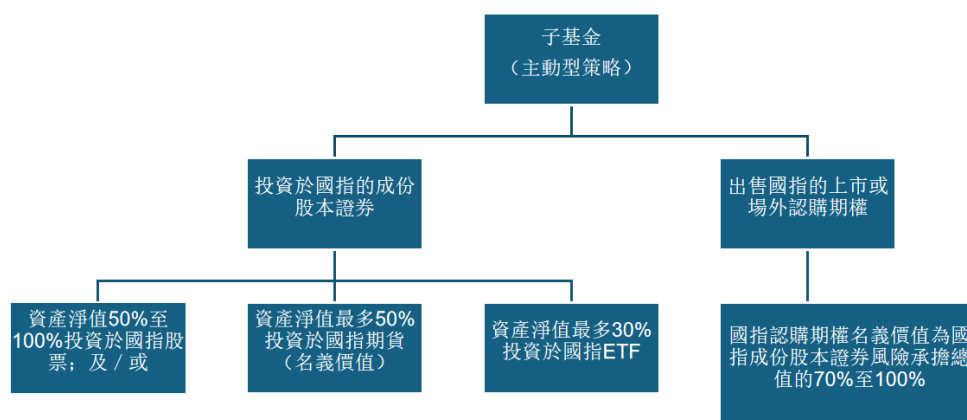 子基金
（主動型策略）
投資於國指的成份
股本證券
出售國指的上市或
場外認購期權
資產淨值50%至
100%投資於國指股
票；及／或
資產淨值最多50%
投資於國指期貨
（名義價值）
資產淨值最多30%
投資於國指ETF
國指認購期權名義價值為國
指成份股本證券風險承擔總
值的70%至100%